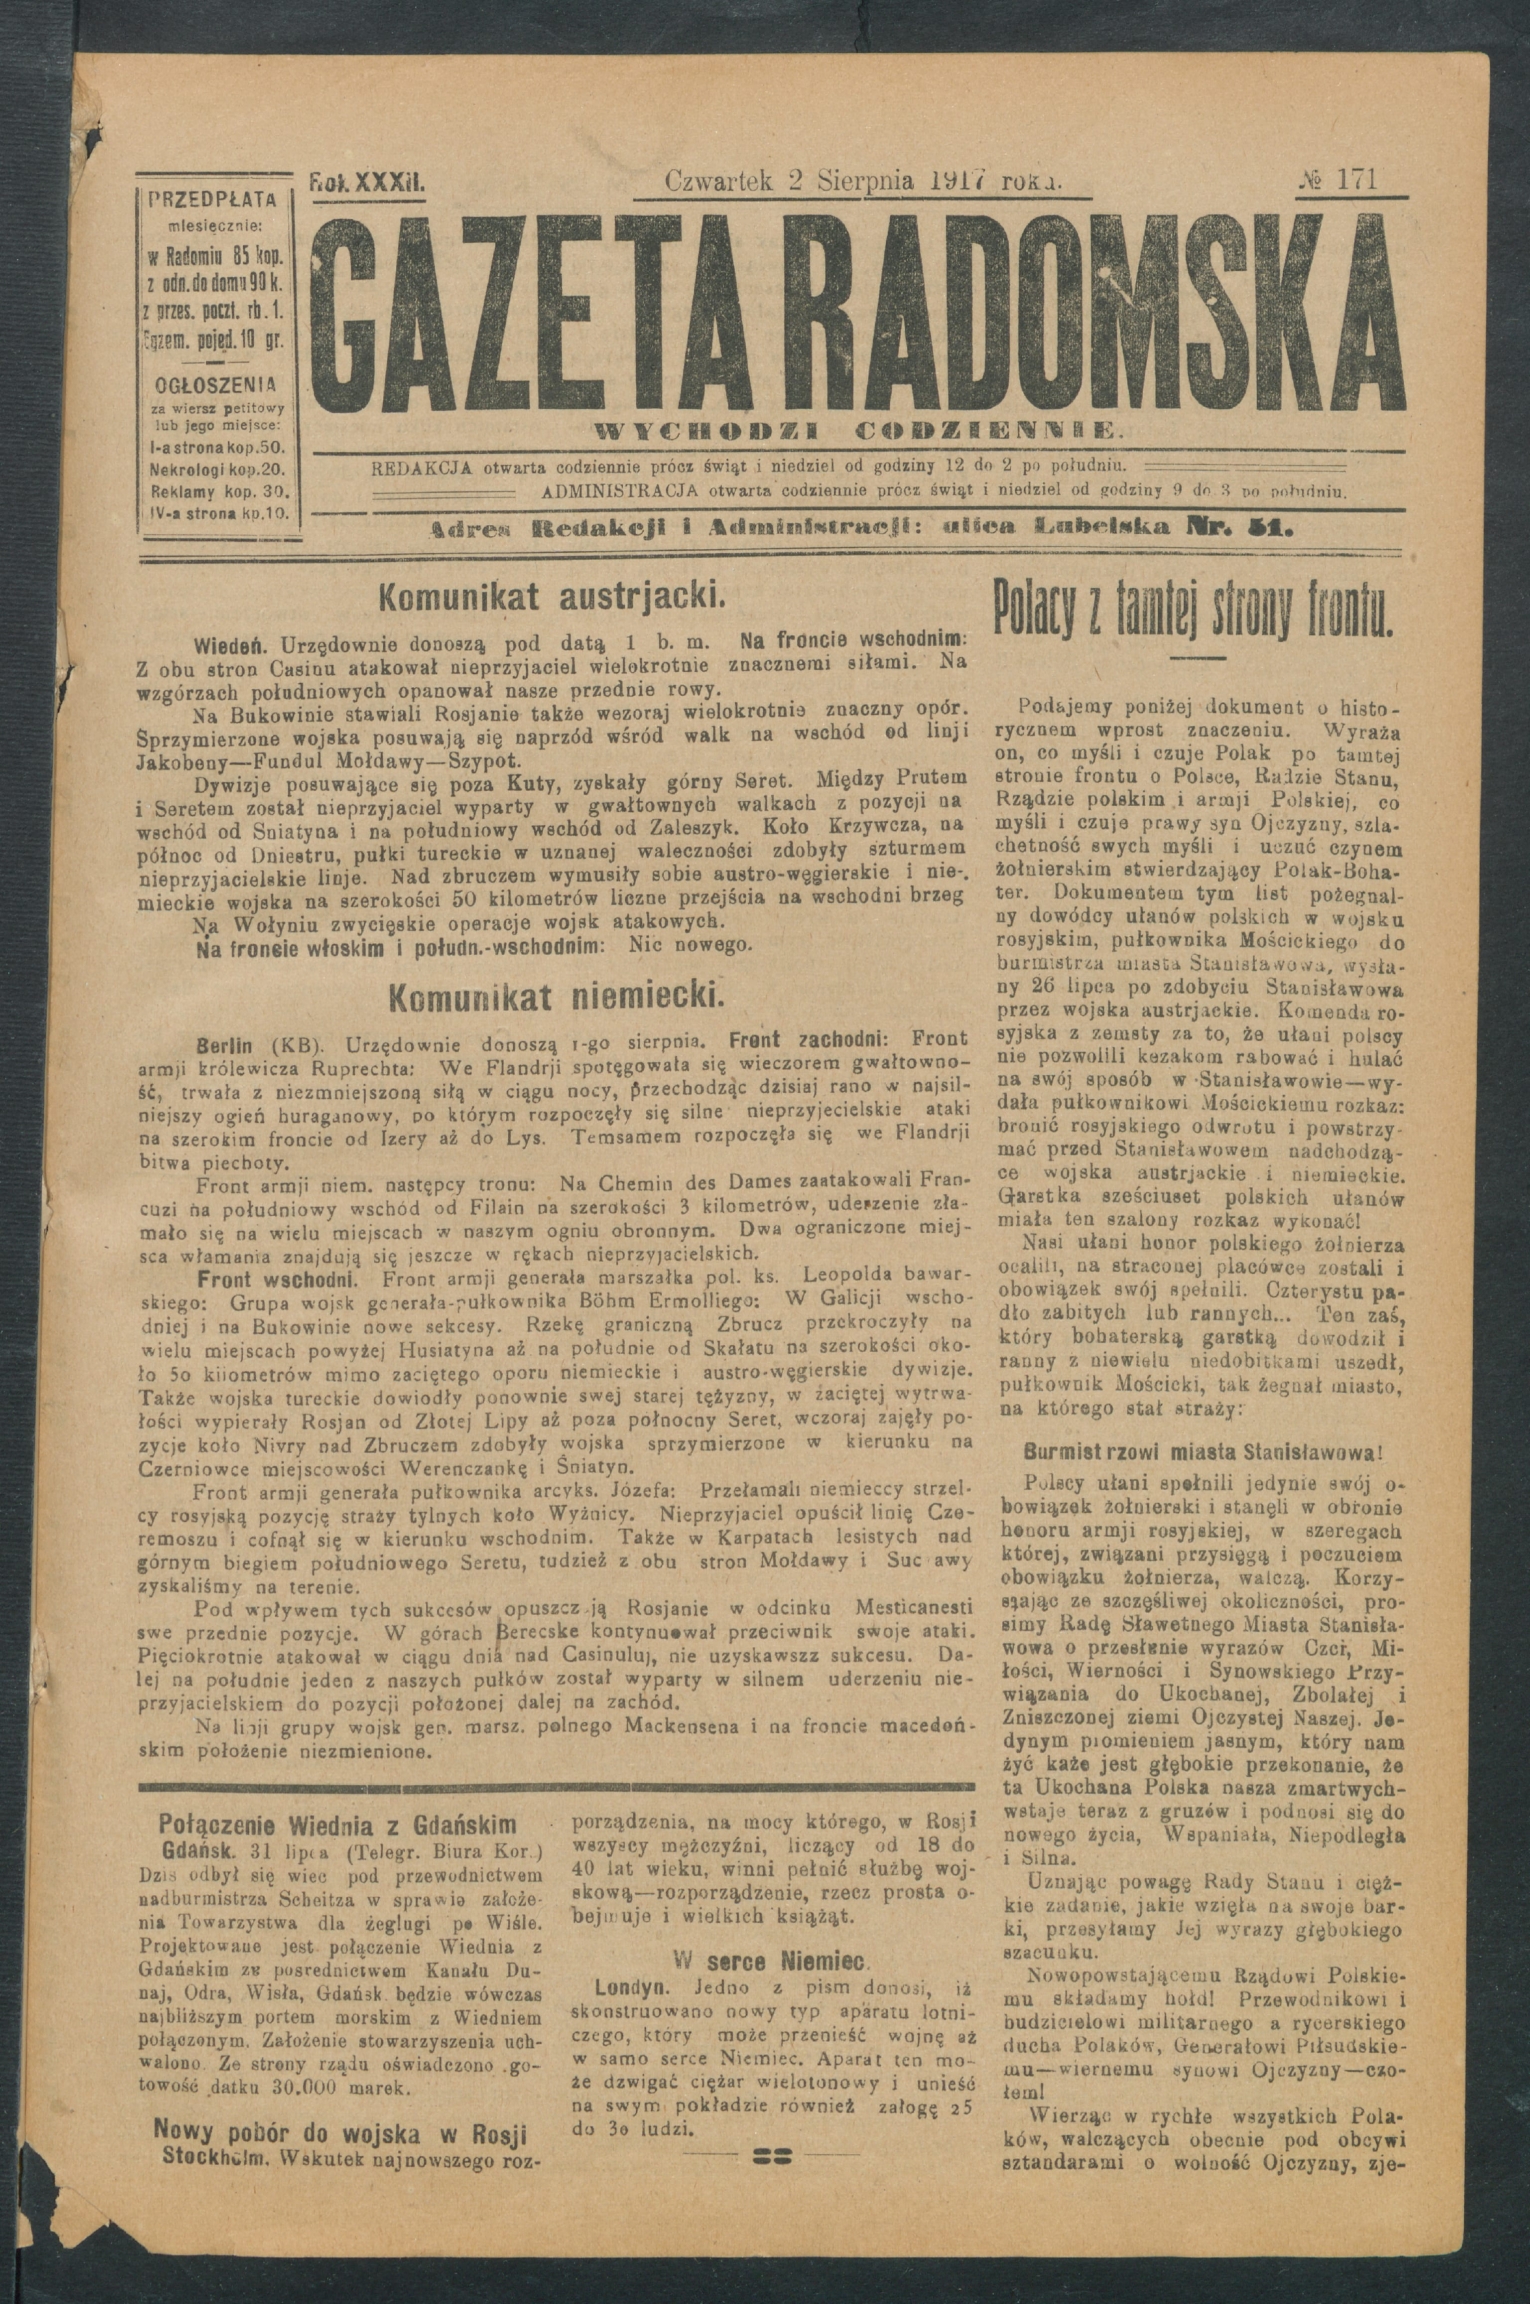 PRZEDPŁATA
miesięcznie:
w Radomiu 85 kop.
z odn. do domu 90 k.
z przes. poczt. rb. 1.
Egzem. pojed. 10 gr.
OGŁOSZENIA
za wiersz petitowy
lub jego miejsce:
I-a strona kop. 50.
Nekrologi kop. 20.
Reklamy kop. 30.
IV-a strona kp. 10.
Rok XXXII.
Czwartek 2 Sierpnia 1917 roku.
№ 171
GAZETA RADOMSKA
WYCHODZI CODZIENNIE.
REDAKCJA otwarta codziennie prócz świąt i niedziel od godziny 12 do 2 po południu.
ADMINISTRACJA otwarta codziennie prócz świąt i niedziel od godziny 9 do 3 po południu.
Adres Redakcji i Administracji: ulica Lubelska Nr. 51.
Komunikat austrjacki.
Wiedeń. Urzędownie donoszą pod datą 1 b. m. Na froncie wschodnim:
Z obu stron Casinu atakował nieprzyjaciel wielokrotnie znacznemi siłami. Na
wzgórzach południowych opanował nasze przednie rowy.
Na Bukowinie stawiali Rosjanie także wczoraj wielokrotnie znaczny opór.
Sprzymierzone wojska posuwają się naprzód wśród walk na wschód od linji
Jakobeny—Fundul Mołdawy—Szypot.
Dywizje posuwające się poza Kuty, zyskały górny Seret. Między Prutem
i Seretem został nieprzyjaciel wyparty w gwałtownych walkach z pozycji na
wschód od Sniatyna i na południowy wschód od Zaleszyk. Koło Krzywcza, na
północ od Dniestru, pułki tureckie w uznanej waleczności zdobyły szturmem
nieprzyjacielskie linje. Nad zbruczem wymusiły sobie austro-węgierskie i nie-.
mieckie wojska na szerokości 50 kilometrów liczne przejścia na wschodni brzeg
Na Wołyniu zwycięskie operacje wojsk atakowych.
Na froncie włoskim i połudn.-wschodnim: Nic nowego.
Komunikat niemiecki.
Berlin (KB). Urzędownie donoszą 1-go sierpnia. Front zachodni: Front
armji królewicza Ruprechta: We Flandrji spotęgowała się wieczorem gwałtowno-
ść, trwała z niezmniejszoną siłą w ciągu nocy, przechodząc dzisiaj rano w najsil-
niejszy ogień huraganowy, po którym rozpoczęły się silne nieprzyjecielskie ataki
na szerokim froncie od Izery aż do Lys. Temsamem rozpoczęła się we Flandrji
bitwa piechoty.
Front armji niem. następcy tronu: Na Chemin des Dames zaatakowali Fran-
cuzi na południowy wschód od Filain na szerokości 3 kilometrów, uderzenie zła-
mało się na wielu miejscach w naszym ogniu obronnym. Dwa ograniczone miej-
sca włamania znajdują się jeszcze w rękach nieprzyjacielskich.
Front wschodni. Front armji generała marszałka pol. ks. Leopolda bawar-
skiego: Grupa wojsk generała-pułkownika Böhm Ermolliego: W Galicji wscho-
dniej i na Bukowinie nowe sekcesy. Rzekę graniczną Zbrucz przekroczyły na
wielu miejscach powyżej Husiatyna aż na południe od Skałatu na szerokości oko-
ło 50 kilometrów mimo zaciętego oporu niemieckie i austro-węgierskie dywizje.
Także wojska tureckie dowiodły ponownie swej starej tężyzny, w zaciętej wytrwa-
łości wypierały Rosjan od Złotej Lipy aż poza północny Seret, wczoraj zajęły po-
zycje koło Nivry nad Zbruczem zdobyły wojska sprzymierzone w kierunku na
Czerniowce miejscowości Werenczankę i Śniatyn.
Front armji generała pułkownika arcyks. Józefa: Przełamali niemieccy strzel-
cy rosyjską pozycję straży tylnych koło Wyżnicy. Nieprzyjaciel opuścił linię Cze-
remoszu i cofnął się w kierunku wschodnim. Także w Karpatach lesistych nad
górnym biegiem południowego Seretu, tudzież z obu stron Mołdawy i Suc awy
zyskaliśmy na terenie.
Pod wpływem tych sukcesów opuszcz ją Rosjanie w odcinku Mesticanesti
swe przednie pozycje. W górach Berecske kontynuował przeciwnik swoje ataki.
Pięciokrotnie atakował w ciągu dnia nad Casinuluj, nie uzyskawszz sukcesu. Da-
lej na południe jeden z naszych pułków został wyparty w silnem uderzeniu nie-
przyjacielskiem do pozycji położonej dalej na zachód.
Na linji grupy wojsk gen. marsz. polnego Mackensena i na froncie macedoń-
skim położenie niezmienione.
Połączenie Wiednia z Gdańskim
Gdańsk. 31 lipca (Telegr. Biura Kor.)
Dzis odbył się wiec pod przewodnictwem
nadburmistrza Scheitza w sprawie założe-
nia Towarzystwa dla żeglugi po Wiśle.
Projektowane jest połączenie Wiednia z
Gdańskim za posrednictwem Kanału Du-
naj, Odra, Wisła, Gdańsk będzie wówczas
najbliższym portem morskim z Wiedniem
połączonym. Założenie stowarzyszenia uch-
walono. Ze strony rządu oświadczono go-
towość datku 30.000 marek.
Nowy pobór do wojska w Rosji
Stockholm. Wskutek najnowszego roz-
porządzenia, na mocy którego, w Rosji
wszyscy mężczyźni, liczący od 18 do
40 lat wieku, winni pełnić służbę woj-
skową—rozporządzenie, rzecz prosta o-
bejmuje i wielkich książąt.
W serce Niemiec.
Londyn. Jedno z pism donosi, iż
skonstruowano nowy typ aparatu lotni-
czego, który może przenieść wojnę aż
w samo serce Niemiec. Aparat ten mo-
że dzwigać ciężar wielotonowy i unieść
na swym pokładzie również załogę 25
do 30 ludzi.
Polacy z tamtej strony frontu.
Podajemy poniżej dokument o histo-
rycznem wprost znaczeniu. Wyraża
on, co myśli i czuje Polak po tamtej
stronie frontu o Polsce, Radzie Stanu,
Rządzie polskim i armji Polskiej, co
myśli i czuje prawy syn Ojczyzny, szla-
chetność swych myśli i uczuć czynem
żołnierskim stwierdzający Polak-Boha-
ter. Dokumentem tym list pożegnal-
ny dowódcy ułanów polskich w wojsku
rosyjskim, pułkownika Mościckiego do
burmistrza miasta Stanisławowa, wysła-
ny 26 lipca po zdobyciu Stanisławowa
przez wojska austrjackie. Komenda ro-
syjska z zemsty za to, że ułani polscy
nie pozwolili kozakom rabować i hulać
na swój sposób w Stanisławowie—wy-
dała pułkownikowi Mościckiemu rozkaz:
bronić rosyjskiego odwrotu i powstrzy-
mać przed Stanisławowem nadchodzą-
ce wojska austrjackie i niemieckie.
Garstka sześciuset polskich ułanów
miała ten szalony rozkaz wykonać!
Nasi ułani honor polskiego żołnierza
ocalili, na straconej placówce zostali i
obowiązek swój spełnili. Czterystu pa-
dło zabitych lub rannych... Ten zaś,
który bohaterską garstką dowodził i
ranny z niewielu niedobitkami uszedł,
pułkownik Mościcki, tak żegnał miasto,
na którego stał straży:
Burmistrzowi miasta Stanisławowa!
Polscy ułani spełnili jedynie swój o-
bowiązek żołnierski i stanęli w obronie
honoru armji rosyjskiej, w szeregach
której, związani przysięgą i poczuciem
obowiązku żołnierza, walczą. Korzy-
stając ze szczęśliwej okoliczności, pro-
simy Radę Sławetnego Miasta Stanisła-
wowa o przesłanie wyrazów Czci, Mi-
łości, Wierności i Synowskiego Przy-
wiązania do Ukochanej, Zbolałej i
Zniszczonej ziemi Ojczystej Naszej. Je-
dynym płomieniem jasnym, który nam
żyć każe jest głębokie przekonanie, że
ta Ukochana Polska nasza zmartwych-
wstaje teraz z gruzów i podnosi się do
nowego życia, Wspaniała, Niepodległa
i Silna.
Uznając powagę Rady Stanu i cięż-
kie zadanie, jakie wzięła na swoje bar-
ki, przesyłamy Jej wyrazy głębokiego
szacunku.
Nowopowstającemu Rządowi Polskie-
mu składamy hołd! Przewodnikowi i
budzicielowi militarnego a rycerskiego
ducha Polaków, Generałowi Piłsudskie-
mu—wiernemu synowi Ojczyzny—czo-
łem!
Wierząc w rychłe wszystkich Pola-
ków, walczących obecnie pod obcywi
sztandarami o wolność Ojczyzny, zje-